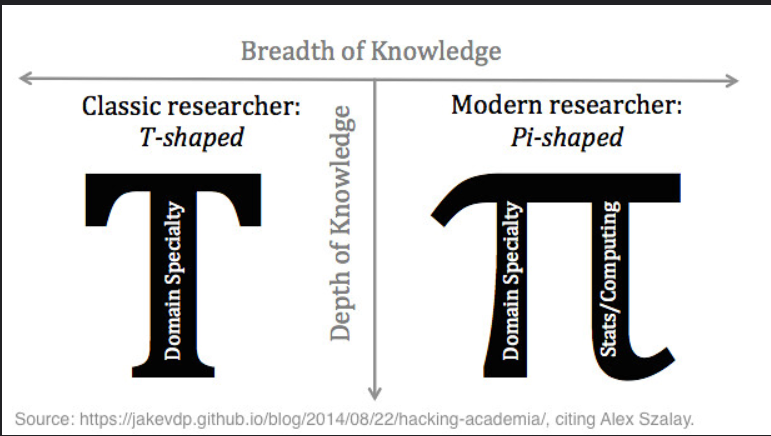 Breadth of Knowledge
Classic researcher:
T-shaped
Depth of Knowledge
Modern researcher:
Pi-shaped
Domain Specialty
Domain Specialty
Stats/Computing
Source: https://jakevdp.github.io/blog/2014/08/22/hacking-academia/, citing Alex Szalay.